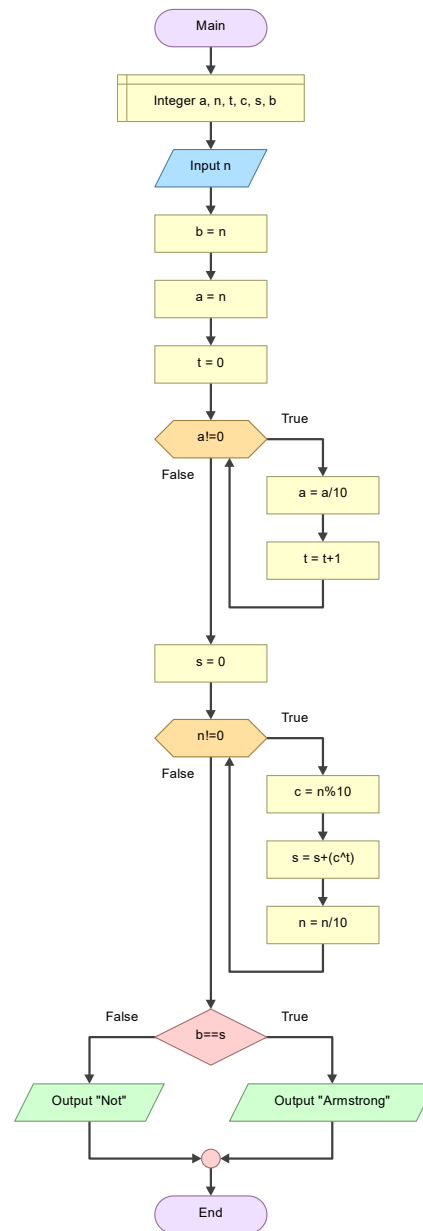 Main
Integer a, n, t, c, s, b
Input n
b = n
a = n
t = 0
a!=0
True
False
a = a/10
t = t+1
s = 0
n!=0
True
False
c = n%10
s = s+(c^t)
n = n/10
False
b==s
True
Output "Not"
Output "Armstrong"
End